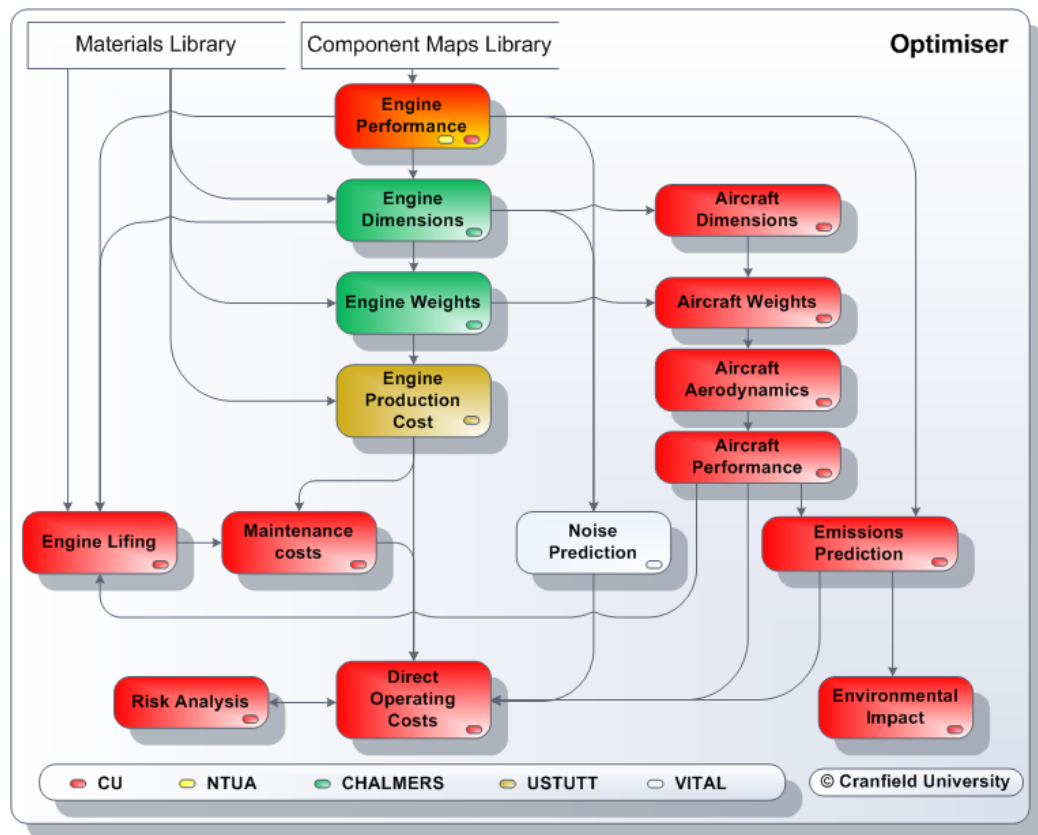 Materials Library
Component Maps Library
Optimiser
Engine
Performance
Engine
Dimensions
Aircraft
Dimensions
Engine Weights
Aircraft Weights
Engine
Production
Cost
Aircraft
Aerodynamics
Aircraft
Performance
Engine Lifing
Maintenance
costs
Noise
Prediction
Emissions
Prediction
Risk Analysis
Direct
Operating
Costs
Environmental
Impact
CU
NTUA
CHALMERS
USTUTT
VITAL
© Cranfield University